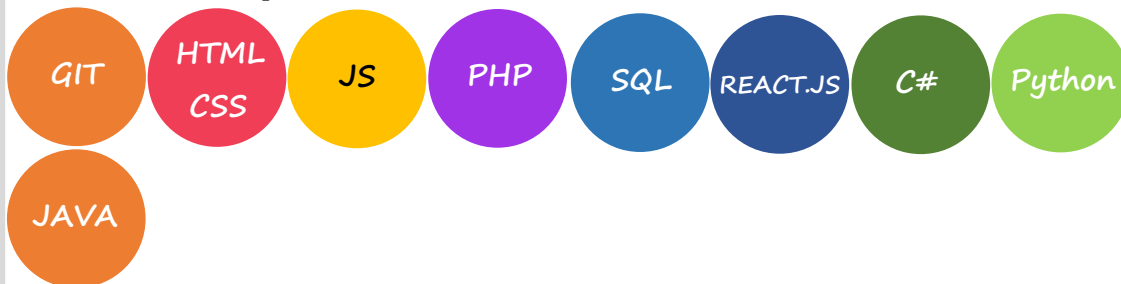 GIT
HTML
CSS
JS
PHP
SQL
REACT.JS
C#
Python
JAVA